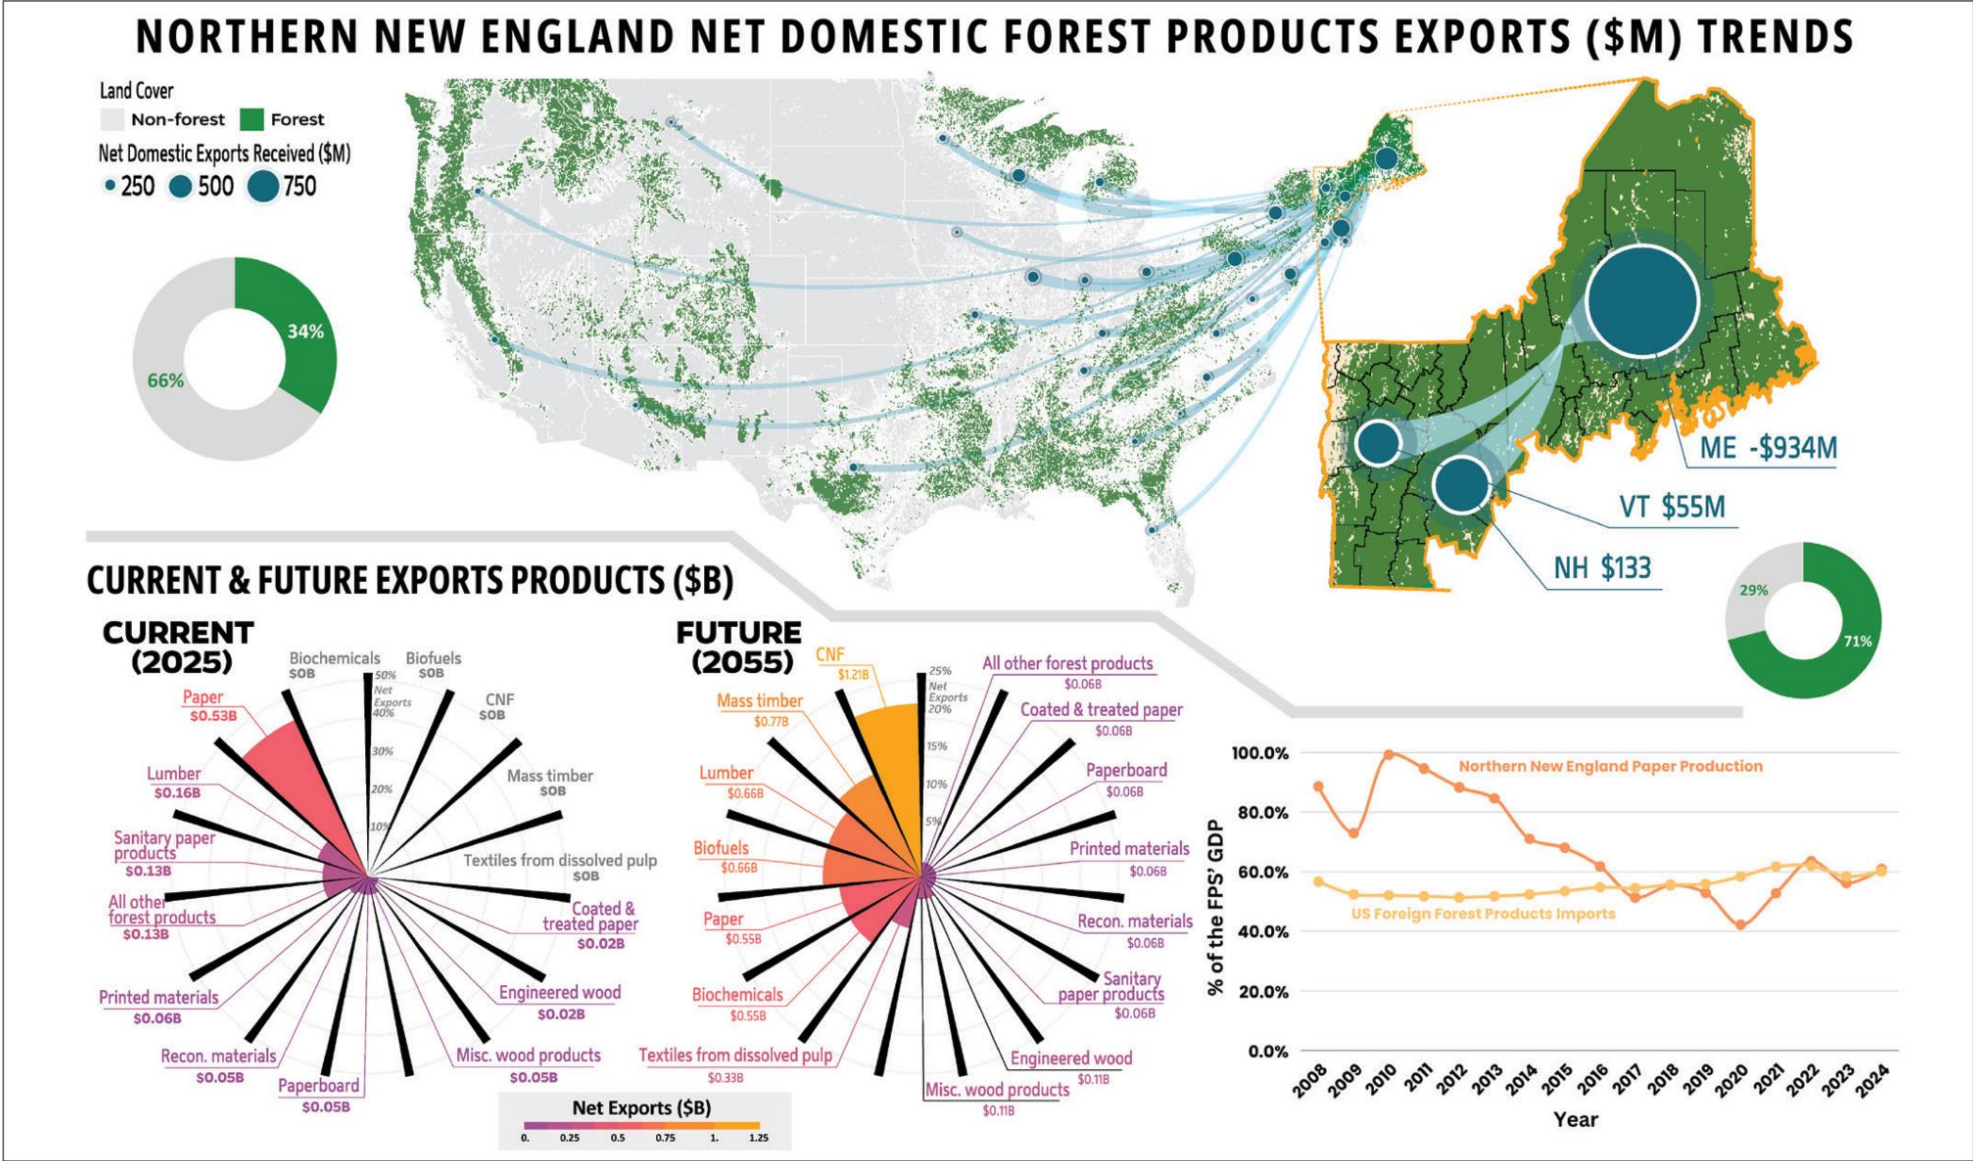 NORTHERN NEW ENGLAND NET DOMESTIC FOREST PRODUCTS EXPORTS ($M) TRENDS
Land Cover
Non-forest Forest
Net Domestic Exports Received ($M)
250 500 750
34%
66%
ME -$934M
VT $55M
NH $133
29%
71%
CURRENT & FUTURE EXPORTS PRODUCTS ($B)
CURRENT
(2025)
Biochemicals
$0B
Biofuels
$0B
CNF
$0B
Mass timber
$0B
Textiles from dissolved pulp
$0B
Coated &
treated paper
$0.02B
Engineered wood
$0.02B
Misc. wood products
$0.05B
Paperboard
$0.05B
Recon. materials
$0.05B
Printed materials
$0.06B
All other
forest products
$0.13B
Sanitary paper
products
$0.13B
Lumber
$0.16B
Paper
$0.53B
50%
Net
Exports
40%
30%
20%
10%
FUTURE
(2055)
CNF
$1.21B
Mass timber
$0.77B
Lumber
$0.66B
Biofuels
$0.66B
Paper
$0.55B
Biochemicals
$0.55B
Textiles from dissolved pulp
$0.33B
25%
Net
Exports
20%
15%
10%
5%
All other forest products
$0.06B
Coated & treated paper
$0.06B
Paperboard
$0.06B
Printed materials
$0.06B
Recon. materials
$0.06B
Sanitary
paper products
$0.06B
Engineered wood
$0.11B
Misc. wood products
$0.11B
Net Exports ($B)
0. 0.25 0.5 0.75 1. 1.25
% of the FPS' GDP
100.0%
80.0%
60.0%
40.0%
20.0%
0.0%
Northern New England Paper Production
US Foreign Forest Products Imports
2008 2009 2010 2011 2012 2013 2014 2015 2016 2017 2018 2019 2020 2021 2022 2023 2024
Year